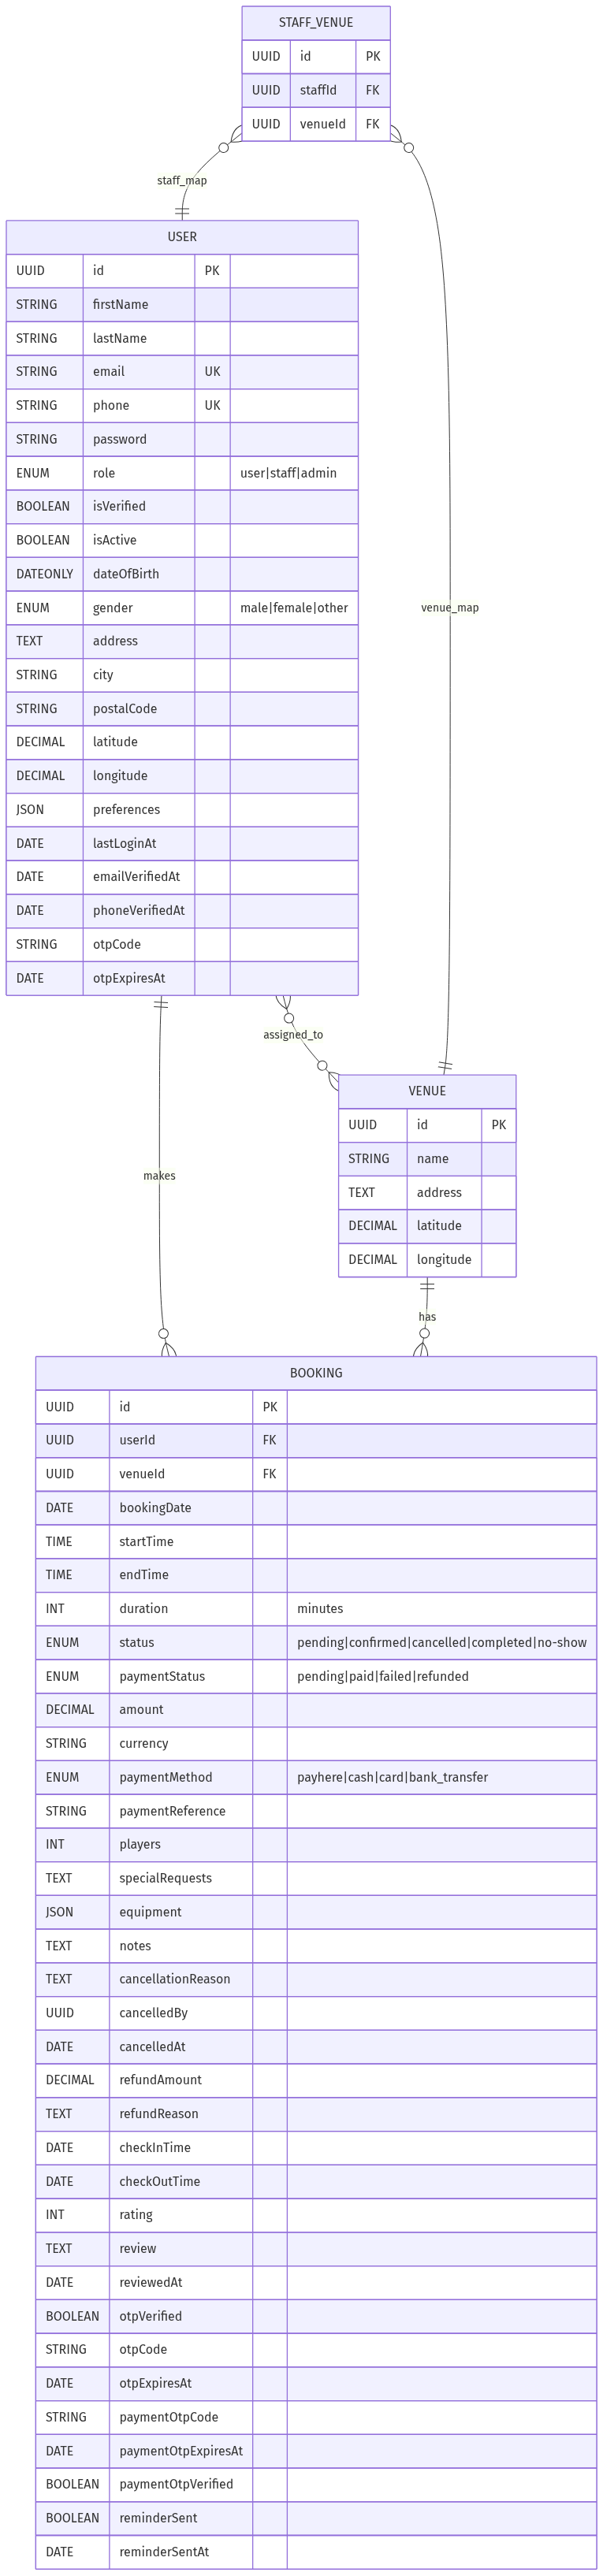 STAFF_VENUE
UUID id PK
UUID staffId FK
UUID venueId FK
staff_map
USER
UUID id PK
STRING firstName
STRING lastName
STRING email UK
STRING phone UK
STRING password
ENUM role user|staff|admin
BOOLEAN isVerified
BOOLEAN isActive
DATEONLY dateOfBirth
ENUM gender male|female|other
venue_map
TEXT address
STRING city
STRING postalCode
DECIMAL latitude
DECIMAL longitude
JSON preferences
DATE lastLoginAt
DATE emailVerifiedAt
DATE phoneVerifiedAt
STRING otpCode
DATE otpExpiresAt
assigned_to
VENUE
UUID id PK
STRING name
TEXT address
DECIMAL latitude
DECIMAL longitude
makes
has
BOOKING
UUID id PK
UUID userId FK
UUID venueId FK
DATE bookingDate
TIME startTime
TIME endTime
INT duration minutes
ENUM status pending|confirmed|cancelled|completed|no-show
ENUM paymentStatus pending|paid|failed|refunded
DECIMAL amount
STRING currency
ENUM paymentMethod payhere|cash|card|bank_transfer
STRING paymentReference
INT players
TEXT specialRequests
JSON equipment
TEXT notes
TEXT cancellationReason
UUID cancelledBy
DATE cancelledAt
DECIMAL refundAmount
TEXT refundReason
DATE checkInTime
DATE checkOutTime
INT rating
TEXT review
DATE reviewedAt
BOOLEAN otpVerified
STRING otpCode
DATE otpExpiresAt
STRING paymentOtpCode
DATE paymentOtpExpiresAt
BOOLEAN paymentOtpVerified
BOOLEAN reminderSent
DATE reminderSentAt